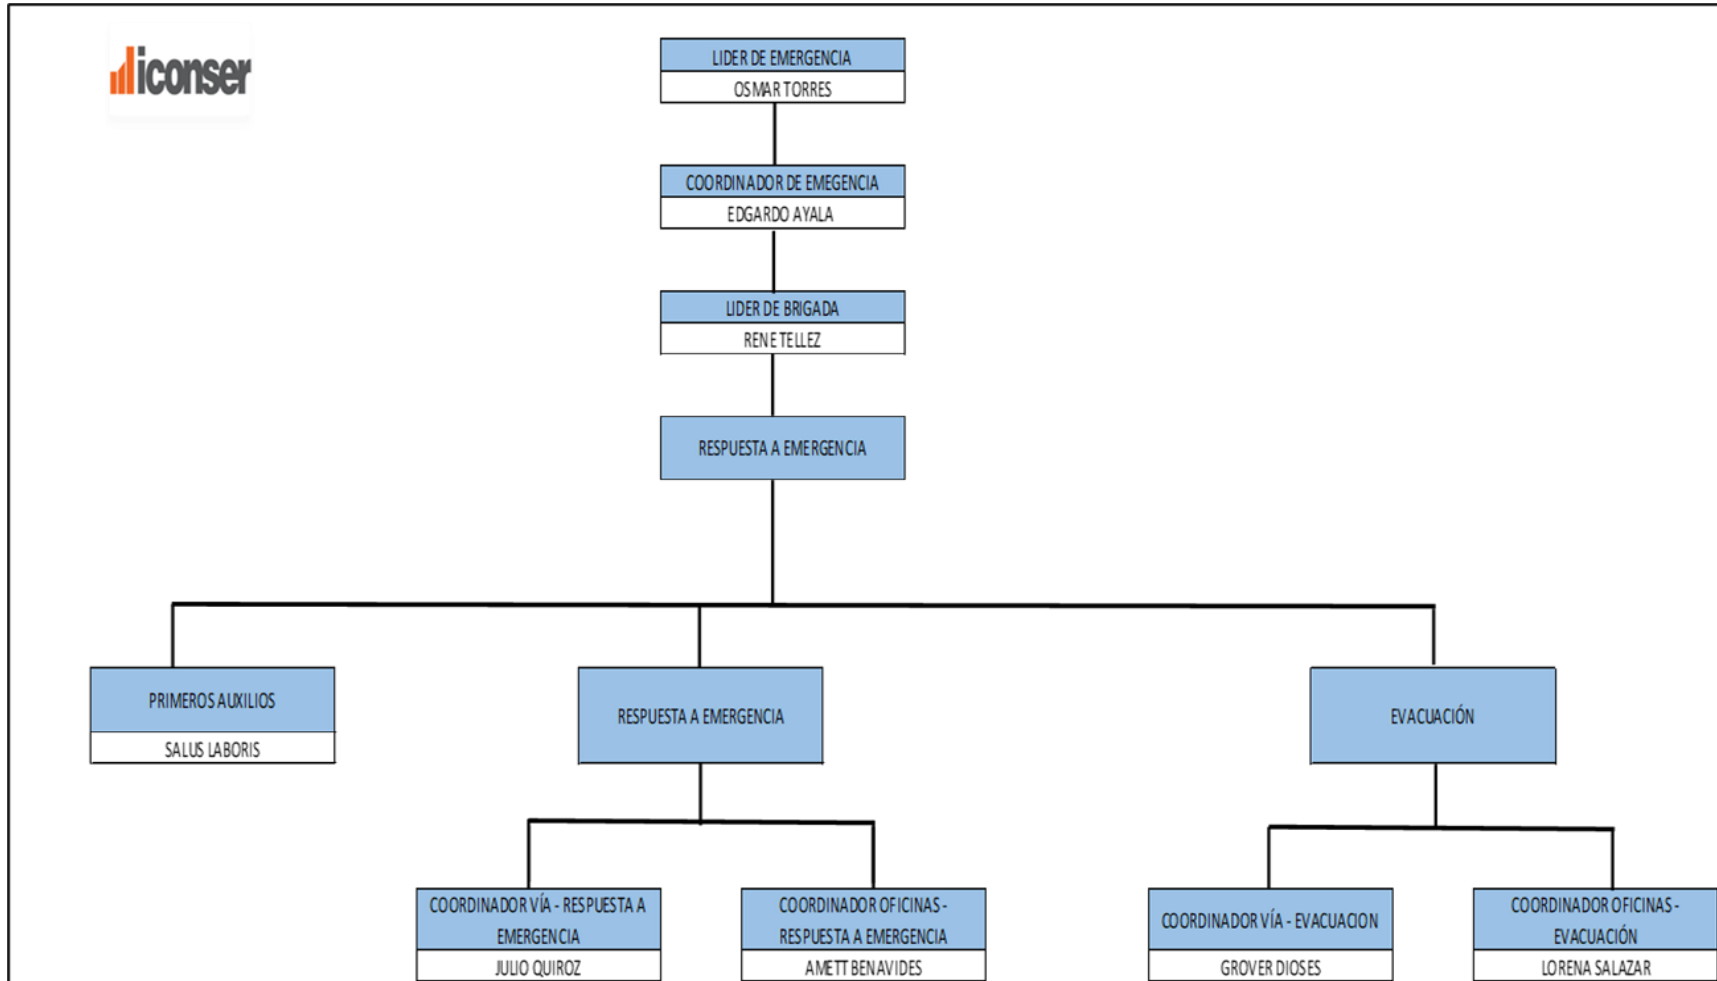 iconser
LIDER DE EMERGENCIA
OSMAR TORRES
COORDINADOR DE EMEGENCIA
EDGARDO AYALA
LIDER DE BRIGADA
RENE TELLEZ
RESPUESTA A EMERGENCIA
PRIMEROS AUXILIOS
SALUS LABORIS
RESPUESTA A EMERGENCIA
EVACUACIÓN
COORDINADOR VÍA - RESPUESTA A
EMERGENCIA
JULIO QUIROZ
COORDINADOR OFICINAS -
RESPUESTA A EMERGENCIA
AMETT BENAVIDES
COORDINADOR VÍA - EVACUACION
GROVER DIOSES
COORDINADOR OFICINAS -
EVACUACIÓN
LORENA SALAZAR